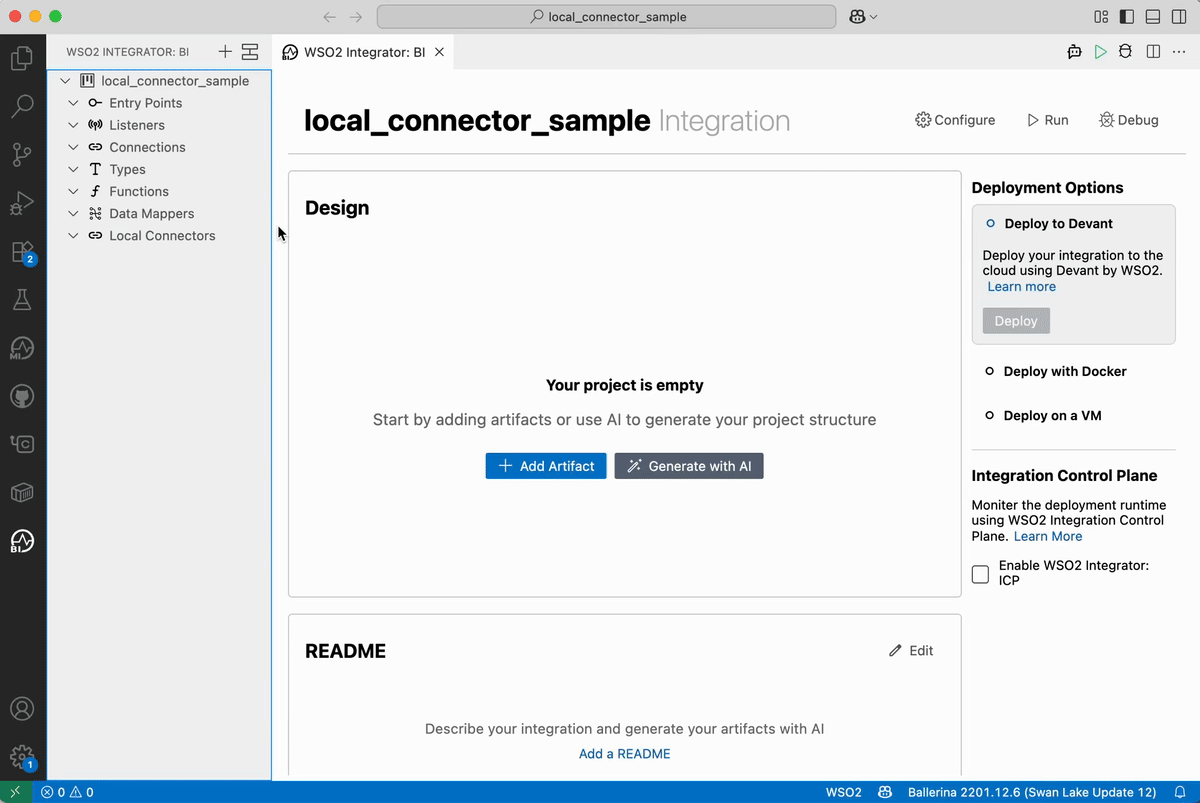 local_connector_sample
WSO2 INTEGRATOR: BI
WSO2 Integrator: BI
local_connector_sample
Entry Points
Listeners
Connections
Types
Functions
Data Mappers
Local Connectors
2
MI
BI
1
local_connector_sample Integration
Configure
Run
Debug
Design
Your project is empty
Start by adding artifacts or use AI to generate your project structure
Add Artifact
Generate with AI
README
Edit
Describe your integration and generate your artifacts with AI
Add a README
Deployment Options
Deploy to Devant
Deploy your integration to the
cloud using Devant by WSO2.
Learn more
Deploy
Deploy with Docker
Deploy on a VM
Integration Control Plane
Moniter the deployment runtime
using WSO2 Integration Control
Plane. Learn More
Enable WSO2 Integrator:
ICP
0 0
WSO2
Ballerina 2201.12.6 (Swan Lake Update 12)